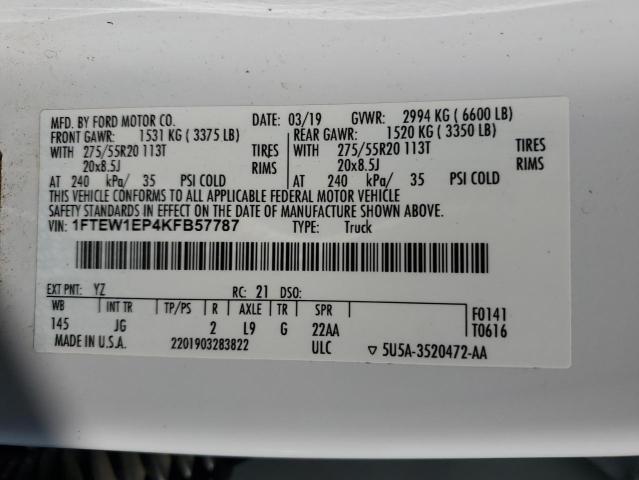 MFD. BY FORD MOTOR CO. DATE: 03/19 GVWR: 2994 KG ( 6600 LB)
FRONT GAWR: 1531 KG ( 3375 LB) REAR GAWR: 1520 KG ( 3350 LB)
WITH 275/55R20 113T TIRES WITH 275/55R20 113T TIRES
20x8.5J RIMS 20x8.5J RIMS
AT 240 kPa/ 35 PSI COLD AT 240 kPa/ 35 PSI COLD
THIS VEHICLE CONFORMS TO ALL APPLICABLE FEDERAL MOTOR VEHICLE
SAFETY STANDARDS IN EFFECT ON THE DATE OF MANUFACTURE SHOWN ABOVE.
VIN: 1FTEW1EP4KFB57787 TYPE: Truck
EXT PNT: YZ RC: 21 DSO:
WB INT TR TP/PS R AXLE TR SPR F0141
145 JG 2 L9 G 22AA T0616
MADE IN U.S.A. 2201903283822 ULC ▽ 5U5A-3520472-AA